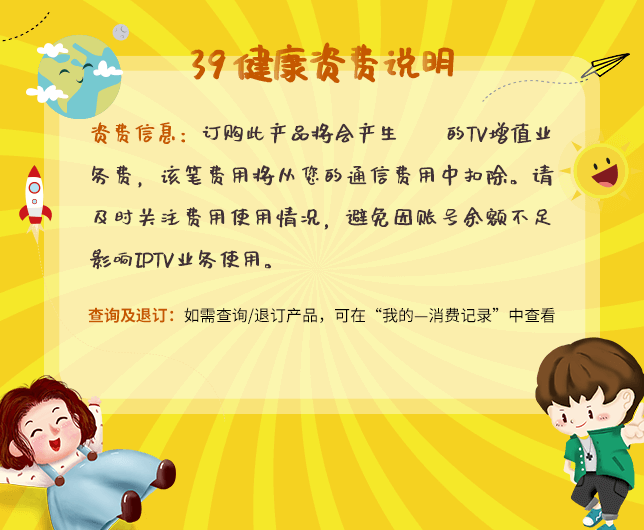 39健康资费说明
资费信息：订购此产品将会产生 的TV增值业
务费，该笔费用将从您的通信费用中扣除。请
及时关注费用使用情况，避免因账号余额不足
影响IPTV业务使用。
查询及退订：如需查询/退订产品，可在“我的—消费记录”中查看